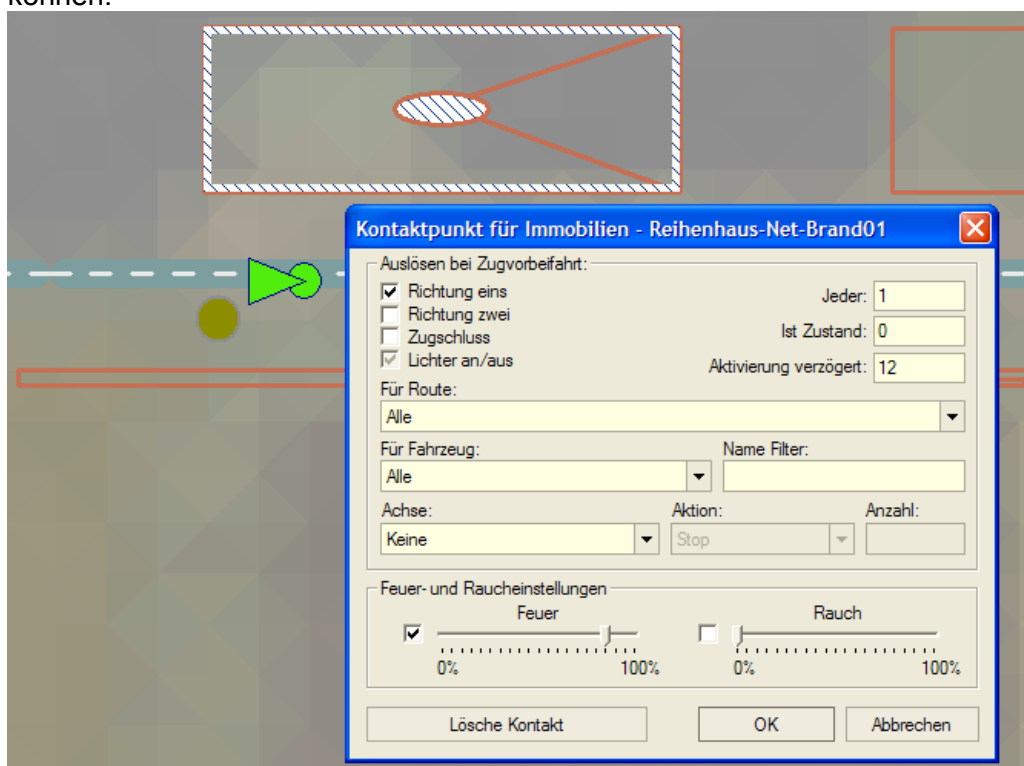 können.
Kontaktpunkt für Immobilien - Reihenhaus-Net-Brand01
Auslösen bei Zugvorbeifahrt:
Richtung eins
Richtung zwei
Zugschluss
Lichter an/aus
Jeder: 1
Ist Zustand: 0
Aktivierung verzögert: 12
Für Route:
Alle
Für Fahrzeug: Name Filter:
Alle
Achse: Aktion: Anzahl:
Keine Stop
Feuer- und Raucheinstellungen
Feuer Rauch
0% 100% 0% 100%
Lösche Kontakt OK Abbrechen